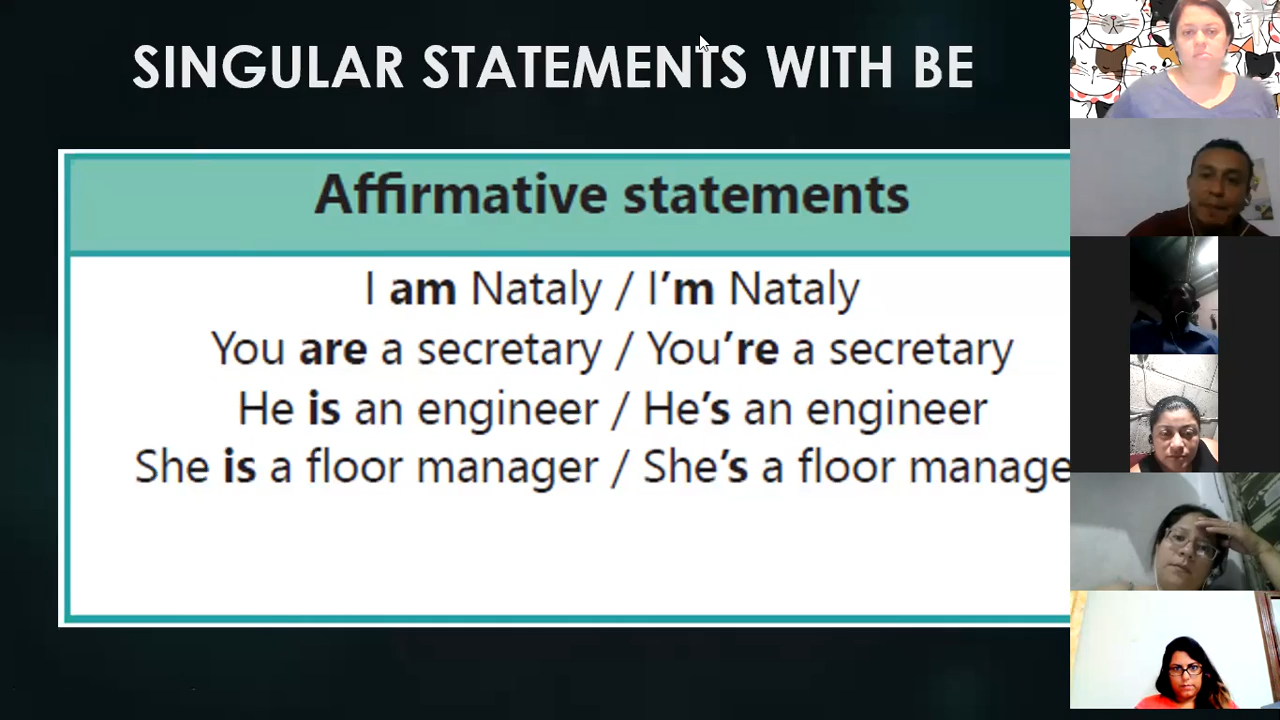 SINGULAR STATEMENTS WITH BE
Affirmative statements
I am Nataly / I'm Nataly
You are a secretary / You're a secretary
He is an engineer / He's an engineer
She is a floor manager / She's a floor manage